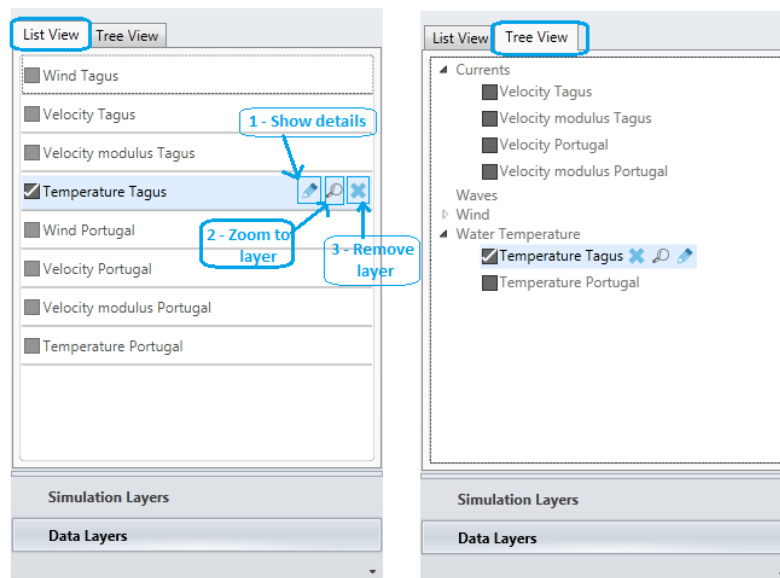 List View
Tree View
Wind Tagus
Velocity Tagus
1 - Show details
Velocity modulus Tagus
Temperature Tagus
Wind Portugal
2 - Zoom to
layer
3 - Remove
layer
Velocity Portugal
Velocity modulus Portugal
Temperature Portugal
Simulation Layers
Data Layers
List View
Tree View
Currents
Velocity Tagus
Velocity modulus Tagus
Velocity Portugal
Velocity modulus Portugal
Waves
Wind
Water Temperature
Temperature Tagus
Temperature Portugal
Simulation Layers
Data Layers